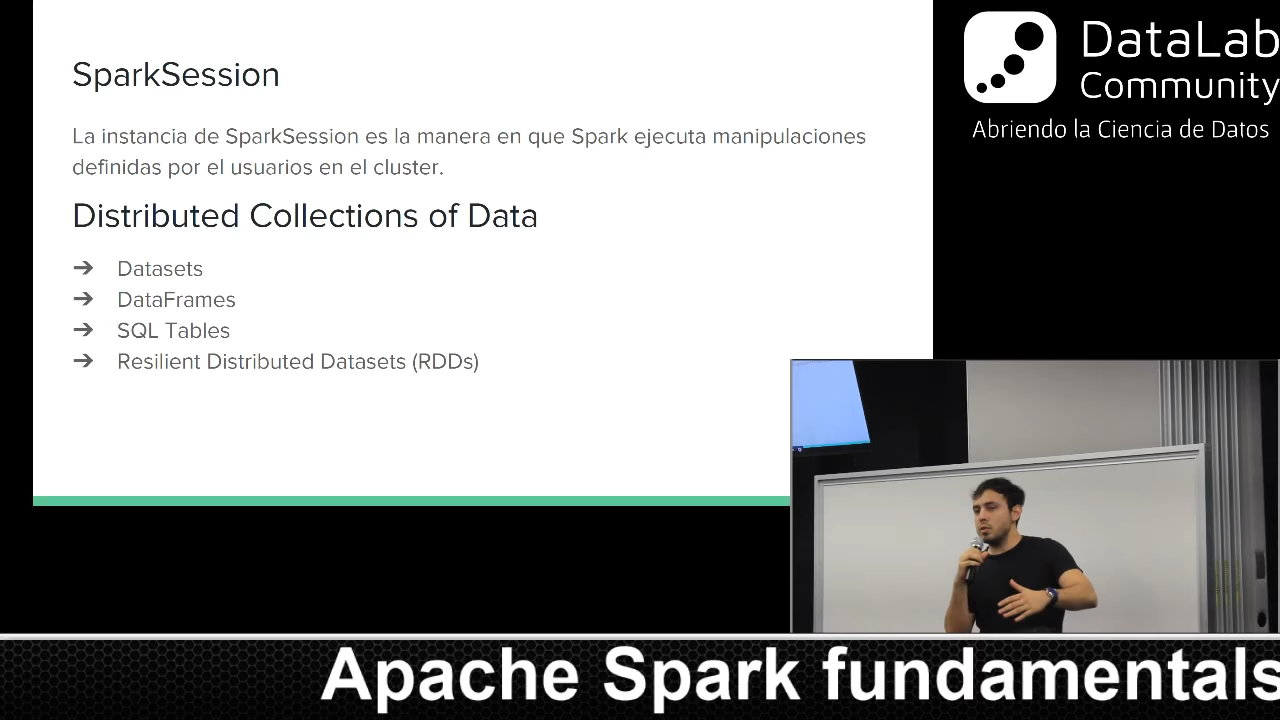 SparkSession
La instancia de SparkSession es la manera en que Spark ejecuta manipulaciones
definidas por el usuarios en el cluster.
Distributed Collections of Data
➔ Datasets
➔ DataFrames
➔ SQL Tables
➔ Resilient Distributed Datasets (RDDs)
DataLab
Community
Abriendo la Ciencia de Datos
Apache Spark fundamentals